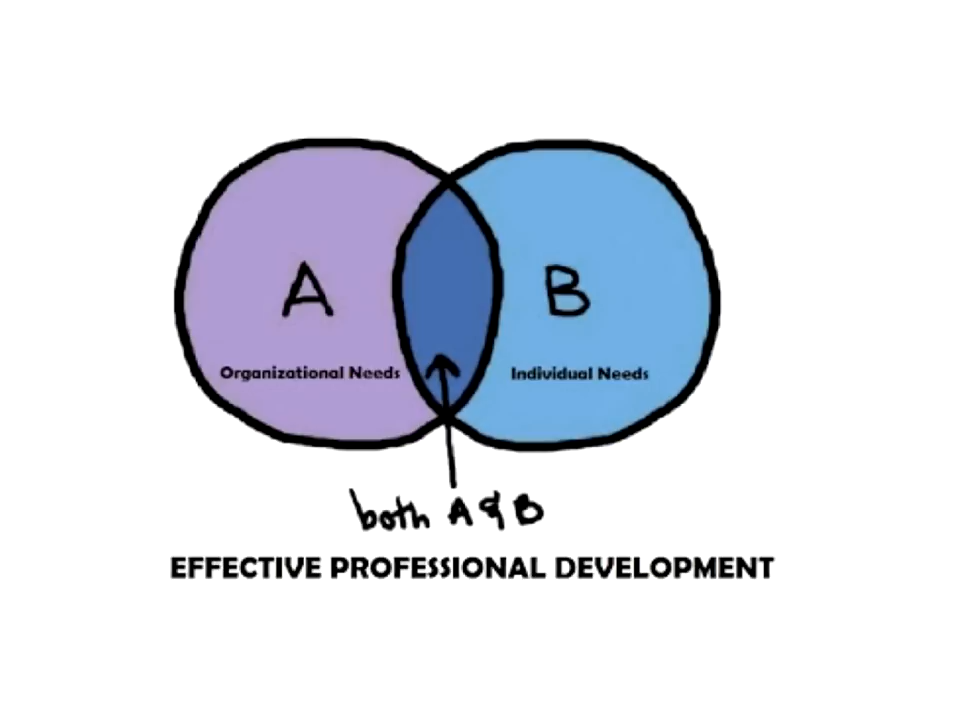 A
B
Organizational Needs
Individual Needs
both A & B
EFFECTIVE PROFESSIONAL DEVELOPMENT